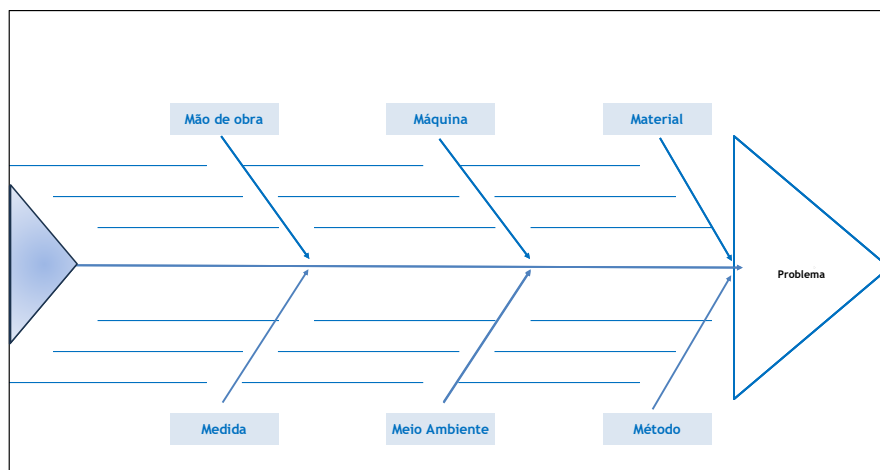 Mão de obra
Máquina
Material
Problema
Medida
Meio Ambiente
Método